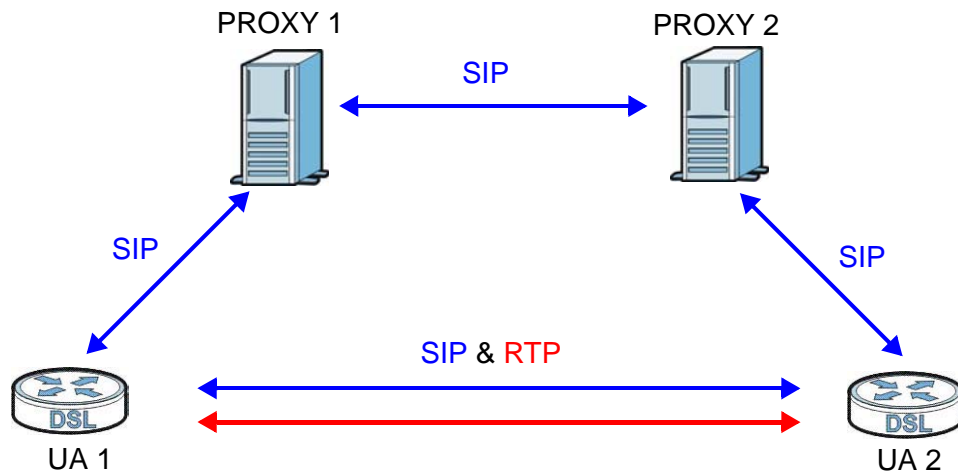 PROXY 1
PROXY 2
SIP
SIP
SIP
SIP & RTP
DSL
DSL
UA 1
UA 2